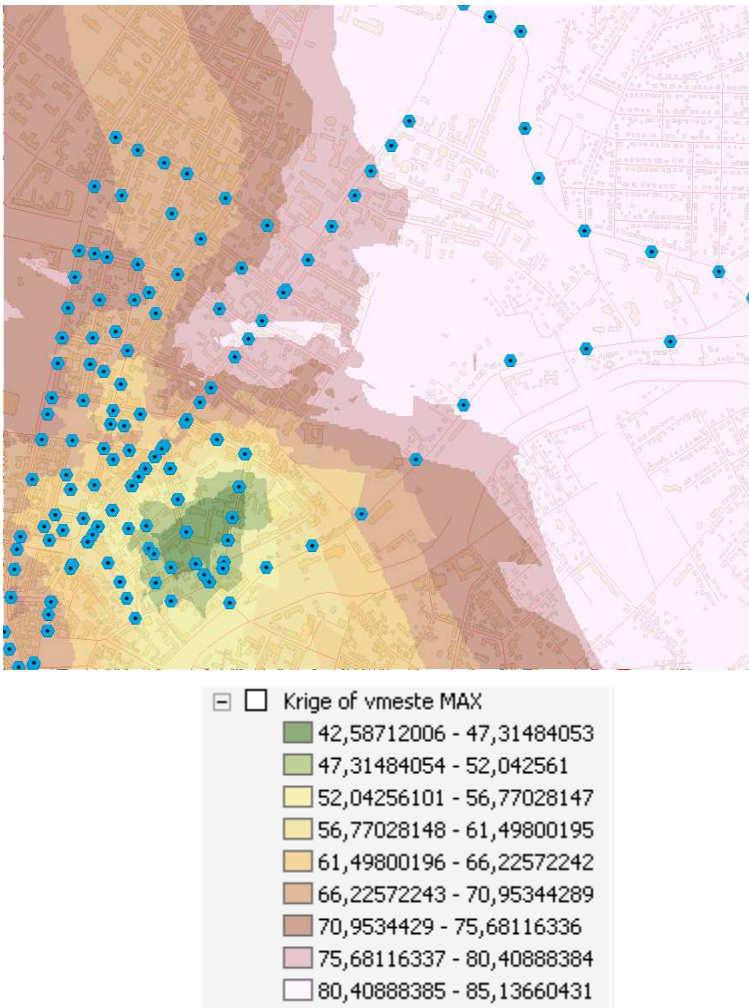 Krige of vmeste MAX
42,58712006 - 47,31484053
47,31484054 - 52,042561
52,04256101 - 56,77028147
56,77028148 - 61,49800195
61,49800196 - 66,22572242
66,22572243 - 70,95344289
70,9534429 - 75,68116336
75,68116337 - 80,40888384
80,40888385 - 85,13660431